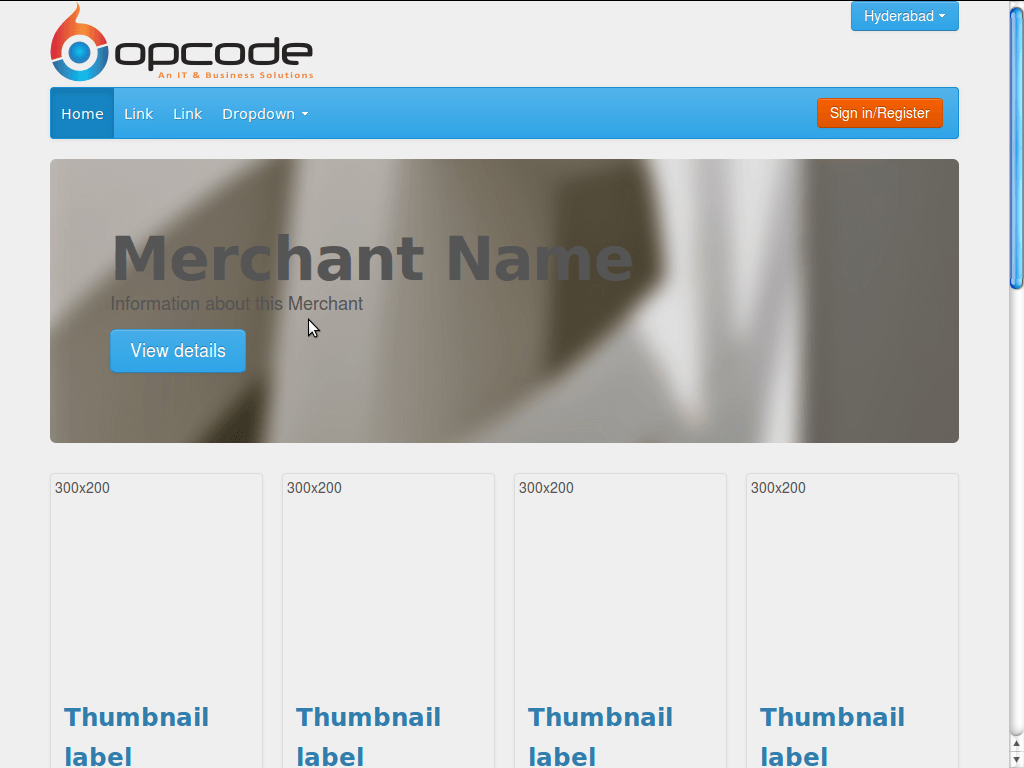 Hyderabad
opcode
An IT & Business Solutions
Home Link Link Dropdown Sign in/Register
Merchant Name
Information about this Merchant
View details
300x200 300x200 300x200 300x200
Thumbnail Thumbnail Thumbnail Thumbnail
label label label label